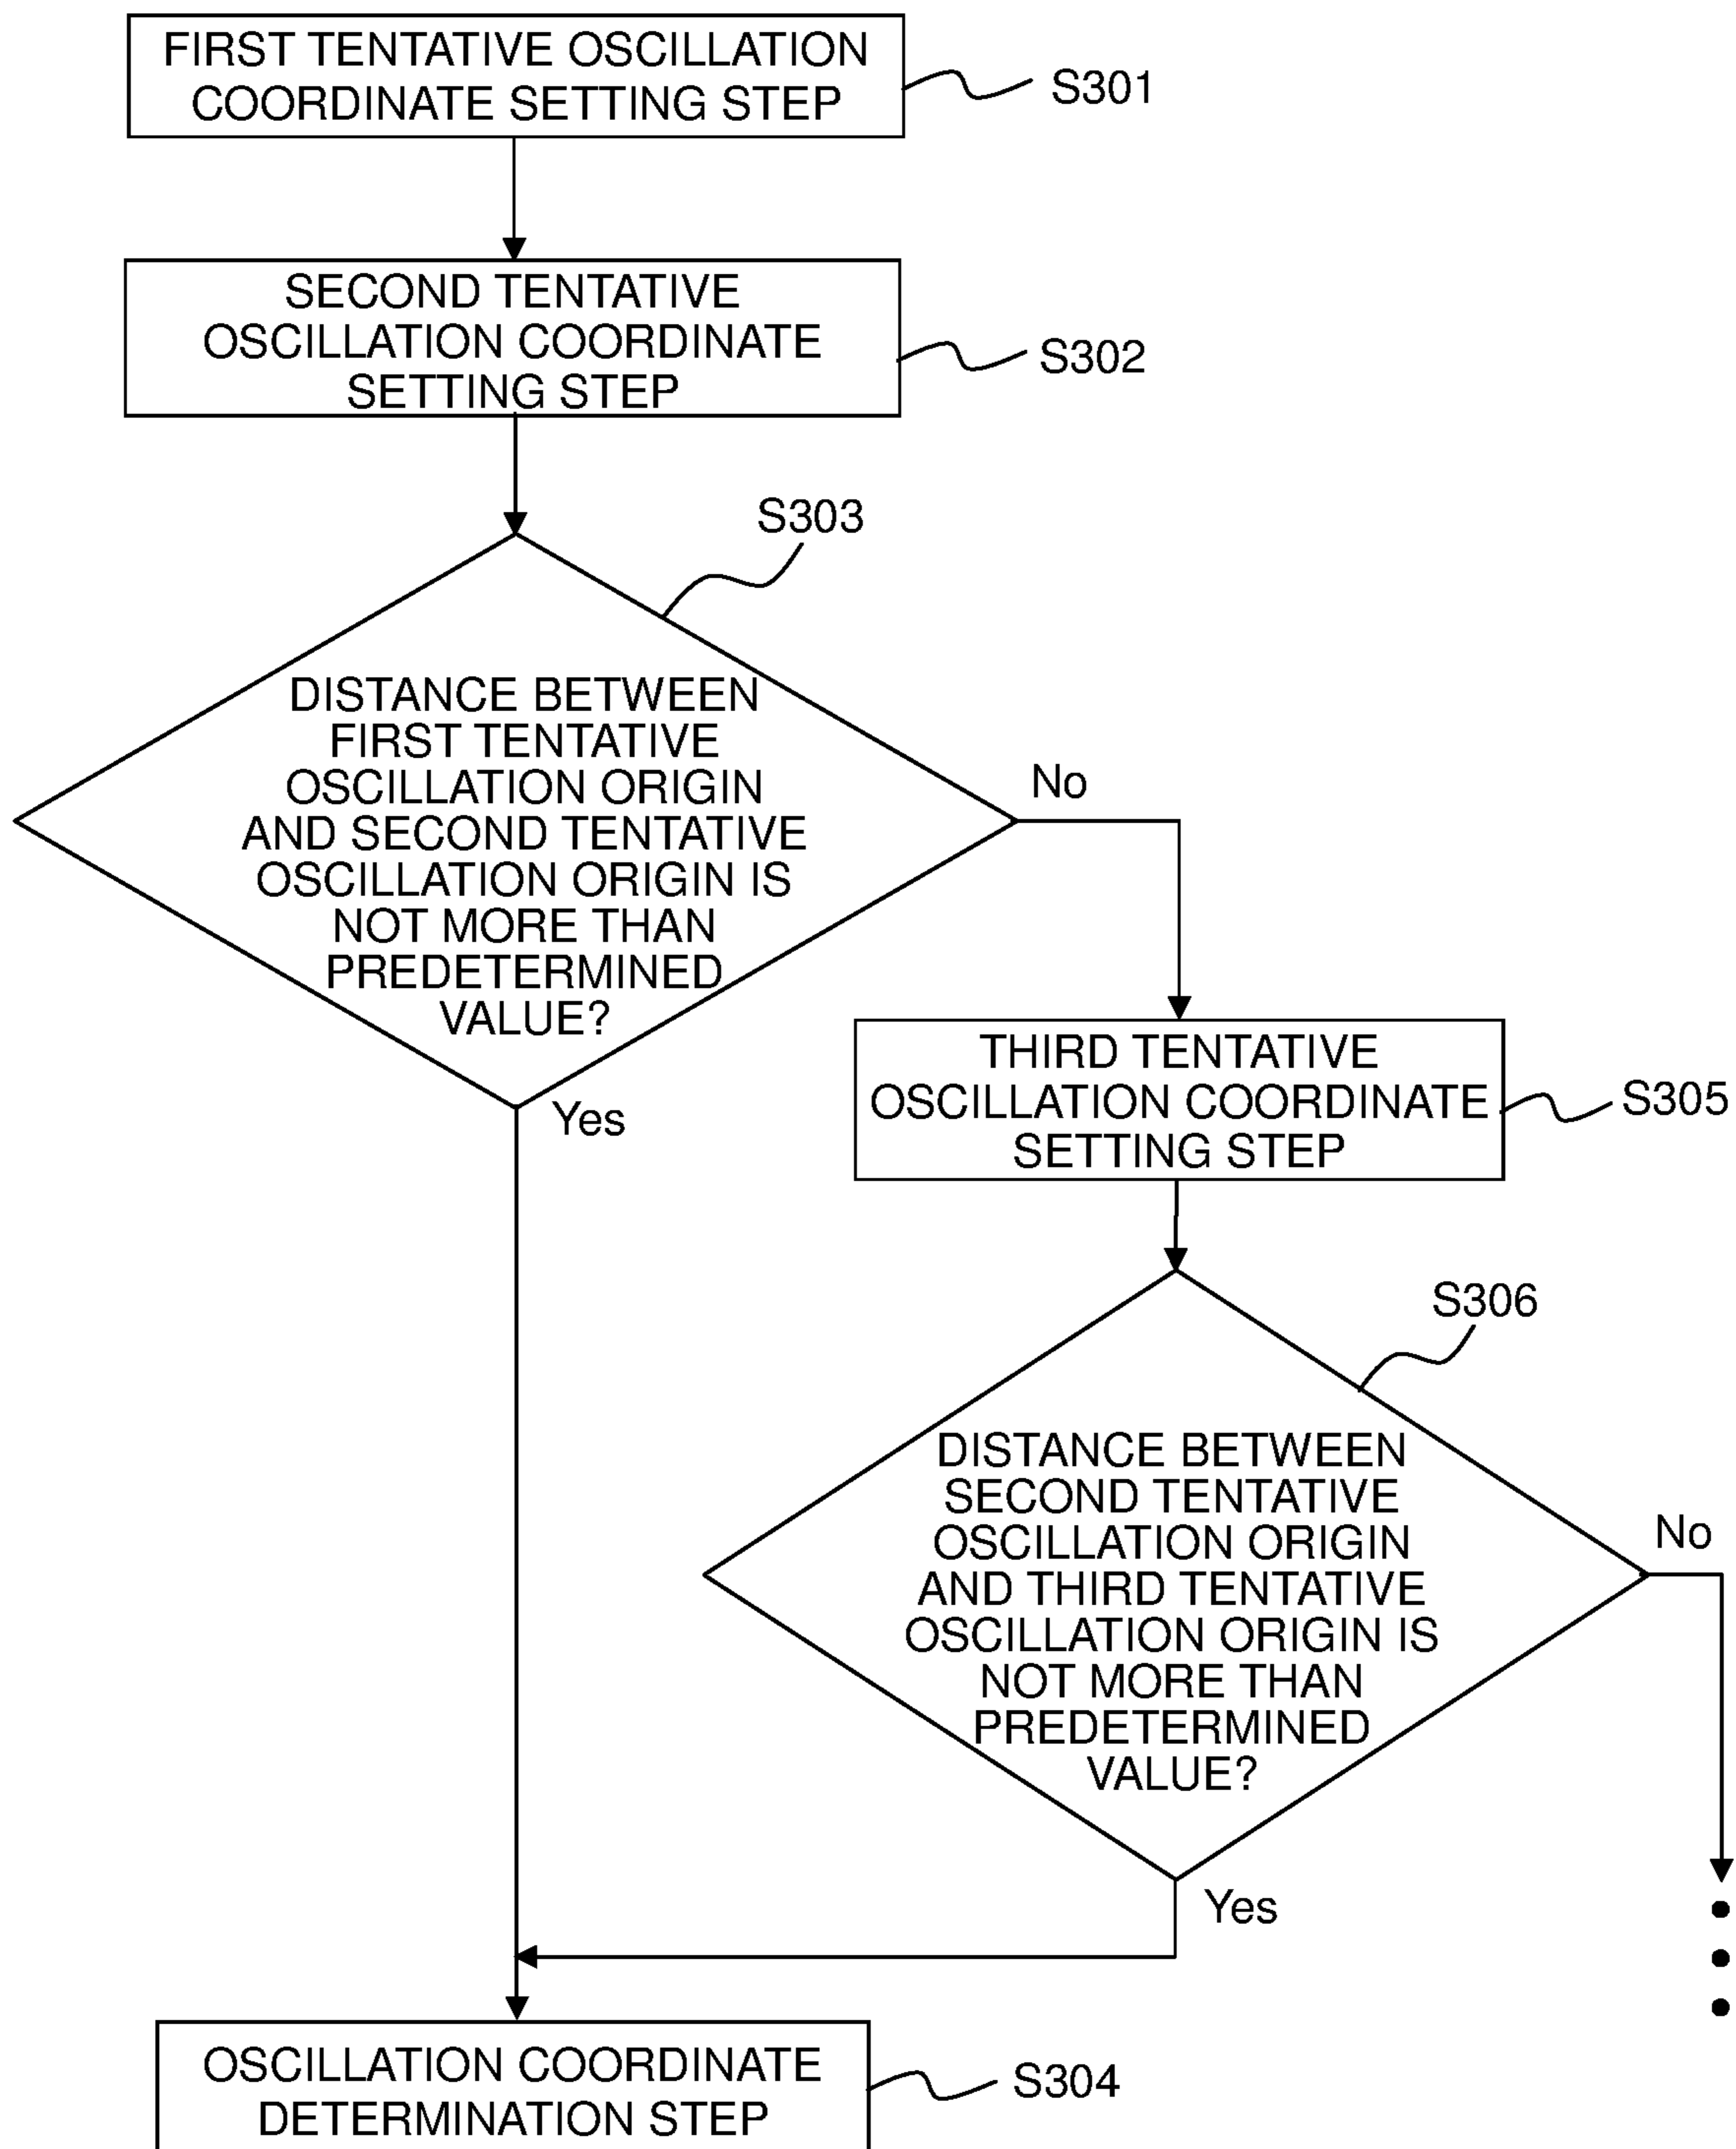 FIRST TENTATIVE OSCILLATION
COORDINATE SETTING STEP
S301
SECOND TENTATIVE
OSCILLATION COORDINATE
SETTING STEP
S302
S303
DISTANCE BETWEEN
FIRST TENTATIVE
OSCILLATION ORIGIN
AND SECOND TENTATIVE
OSCILLATION ORIGIN IS
NOT MORE THAN
PREDETERMINED
VALUE?
No
Yes
THIRD TENTATIVE
OSCILLATION COORDINATE
SETTING STEP
S305
S306
DISTANCE BETWEEN
SECOND TENTATIVE
OSCILLATION ORIGIN
AND THIRD TENTATIVE
OSCILLATION ORIGIN IS
NOT MORE THAN
PREDETERMINED
VALUE?
No
Yes
OSCILLATION COORDINATE
DETERMINATION STEP
S304